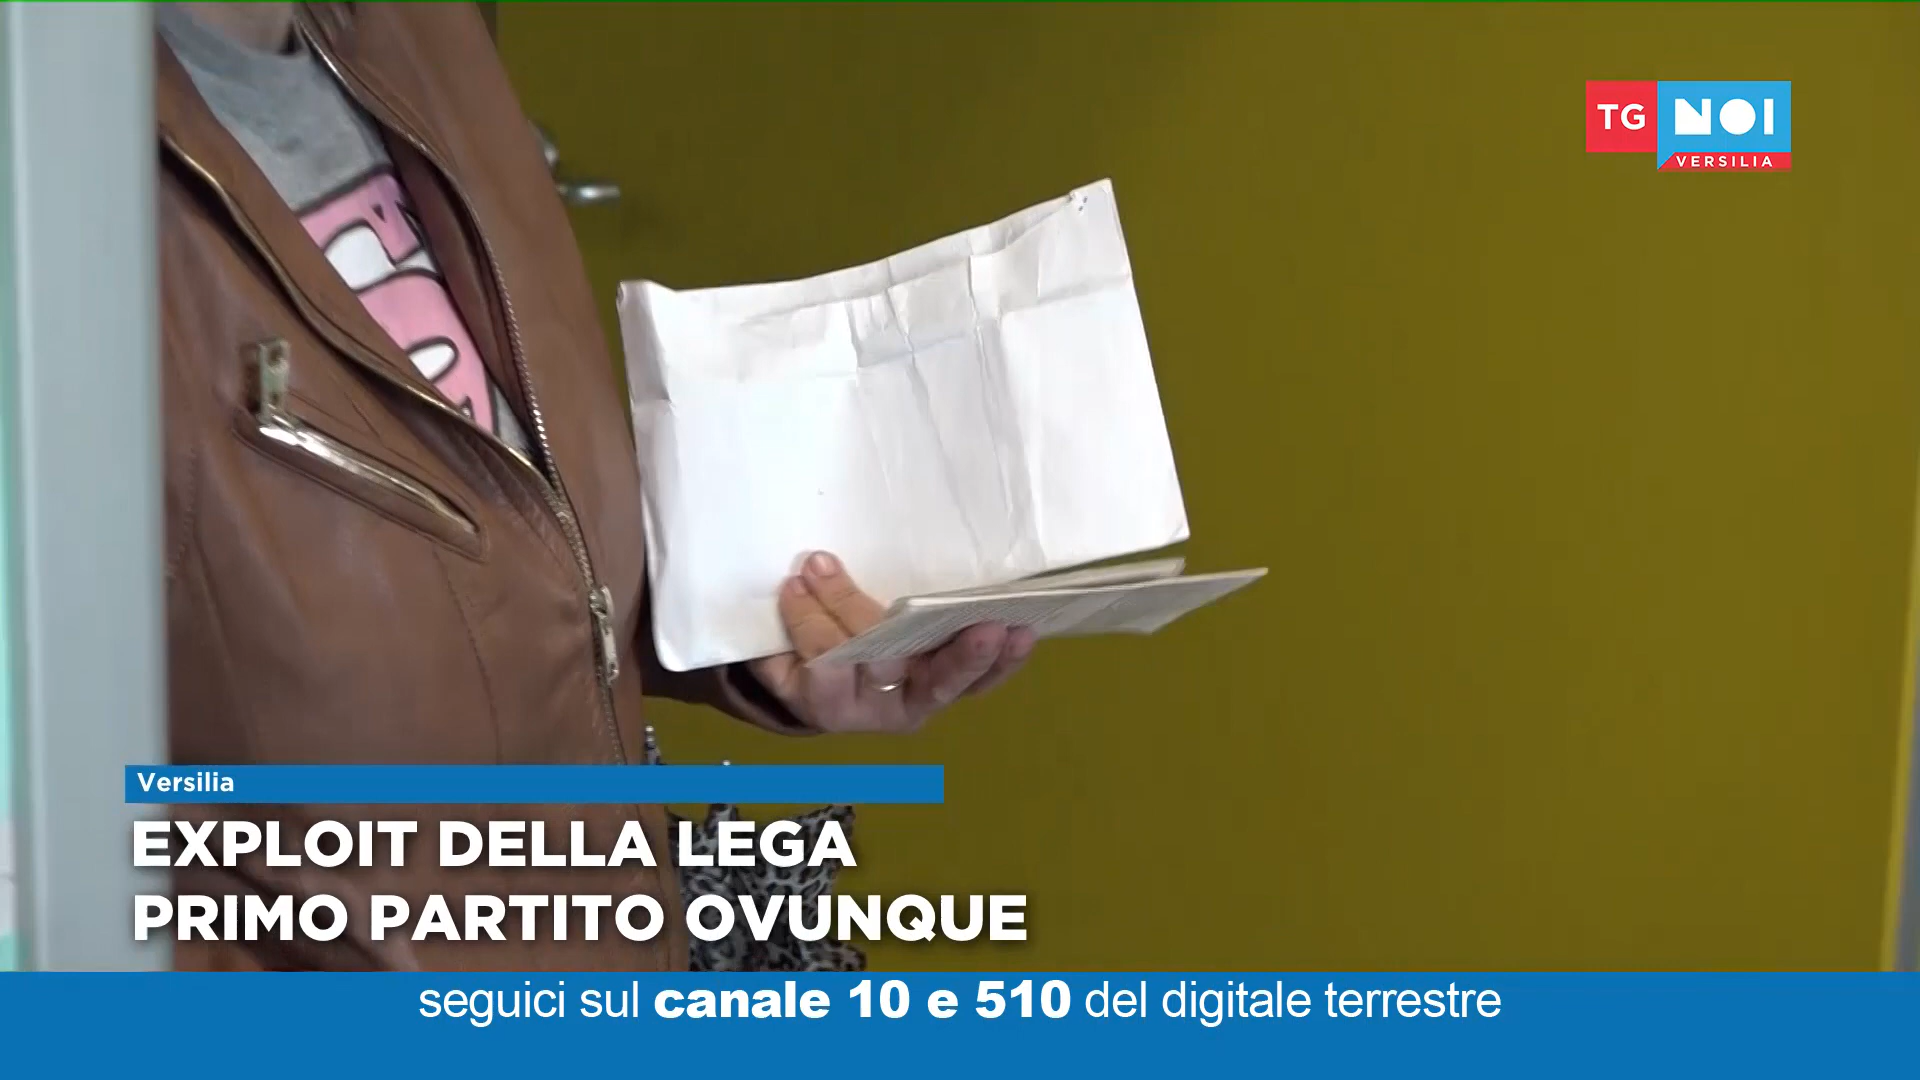 TG NOI
VERSILIA
Versilia
EXPLOIT DELLA LEGA
PRIMO PARTITO OVUNQUE
seguici sul canale 10 e 510 del digitale terrestre